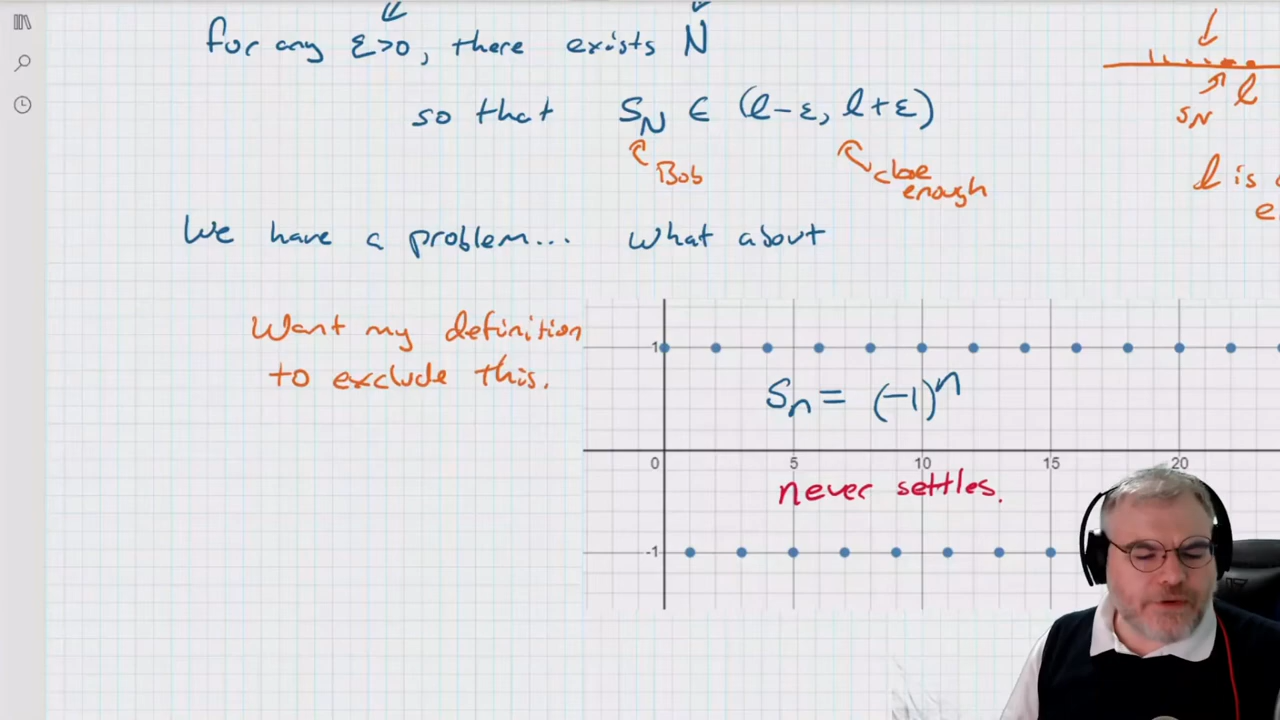 for any ε>0, there exists N
so that S_N ∈ (l-ε, l+ε)
Bob
close enough
S_N l
l is
e
We have a problem... What about
Want my definition
to exclude this.
1
S_n = (-1)^n
0 5 10 15 20
never settles.
-1